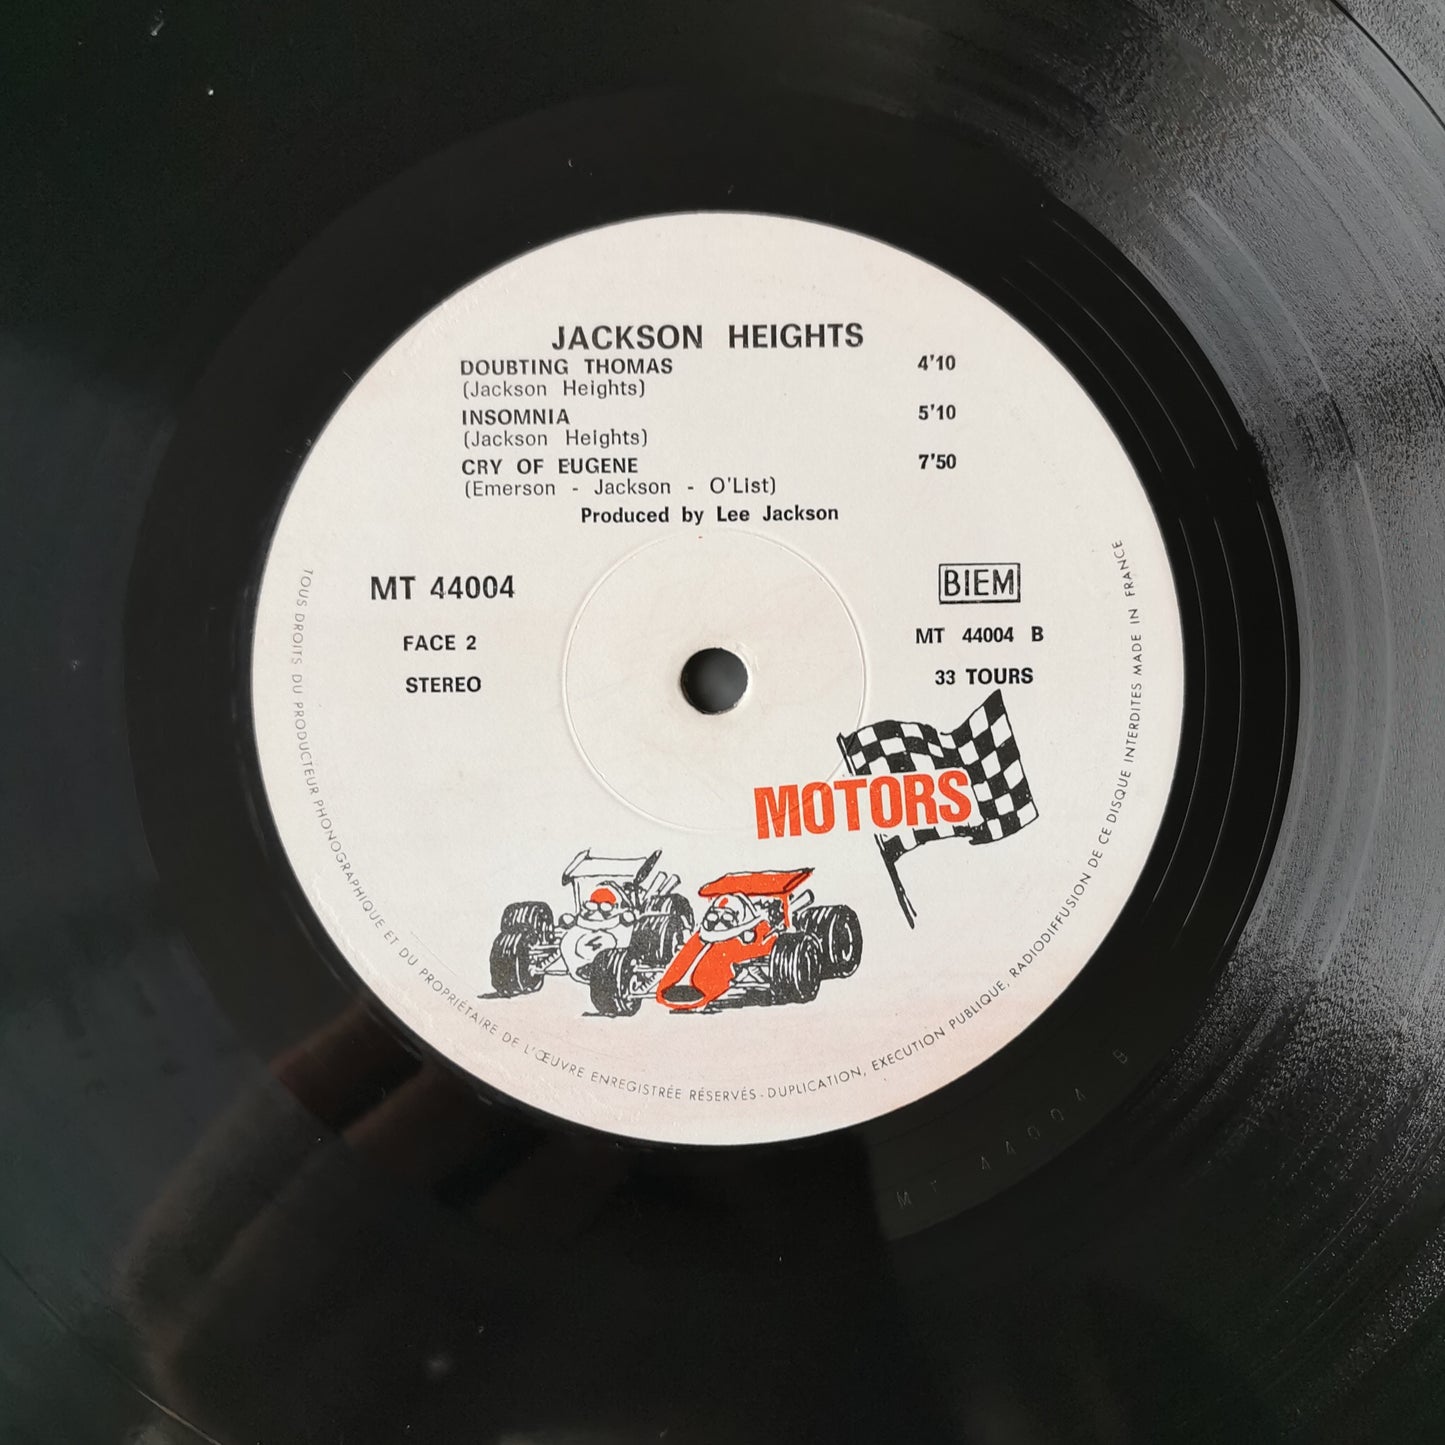 JACKSON HEIGHTS
DOUBTING THOMAS 4'10
(Jackson Heights)
INSOMNIA 5'10
(Jackson Heights)
CRY OF EUGENE 7'50
(Emerson - Jackson - O'List)
Produced by Lee Jackson
MT 44004
FACE 2
STEREO
BIEM
MT 44004 B
33 TOURS
MOTORS
4
TOUS DROITS DU PRODUCTEUR PHONOGRAPHIQUE ET DU PROPRIÉTAIRE DE L'ŒUVRE ENREGISTRÉE RÉSERVÉS - DUPLICATION, EXECUTION PUBLIQUE, RADIODIFFUSION DE CE DISQUE INTERDITES MADE IN FRANCE
MT 44004 B